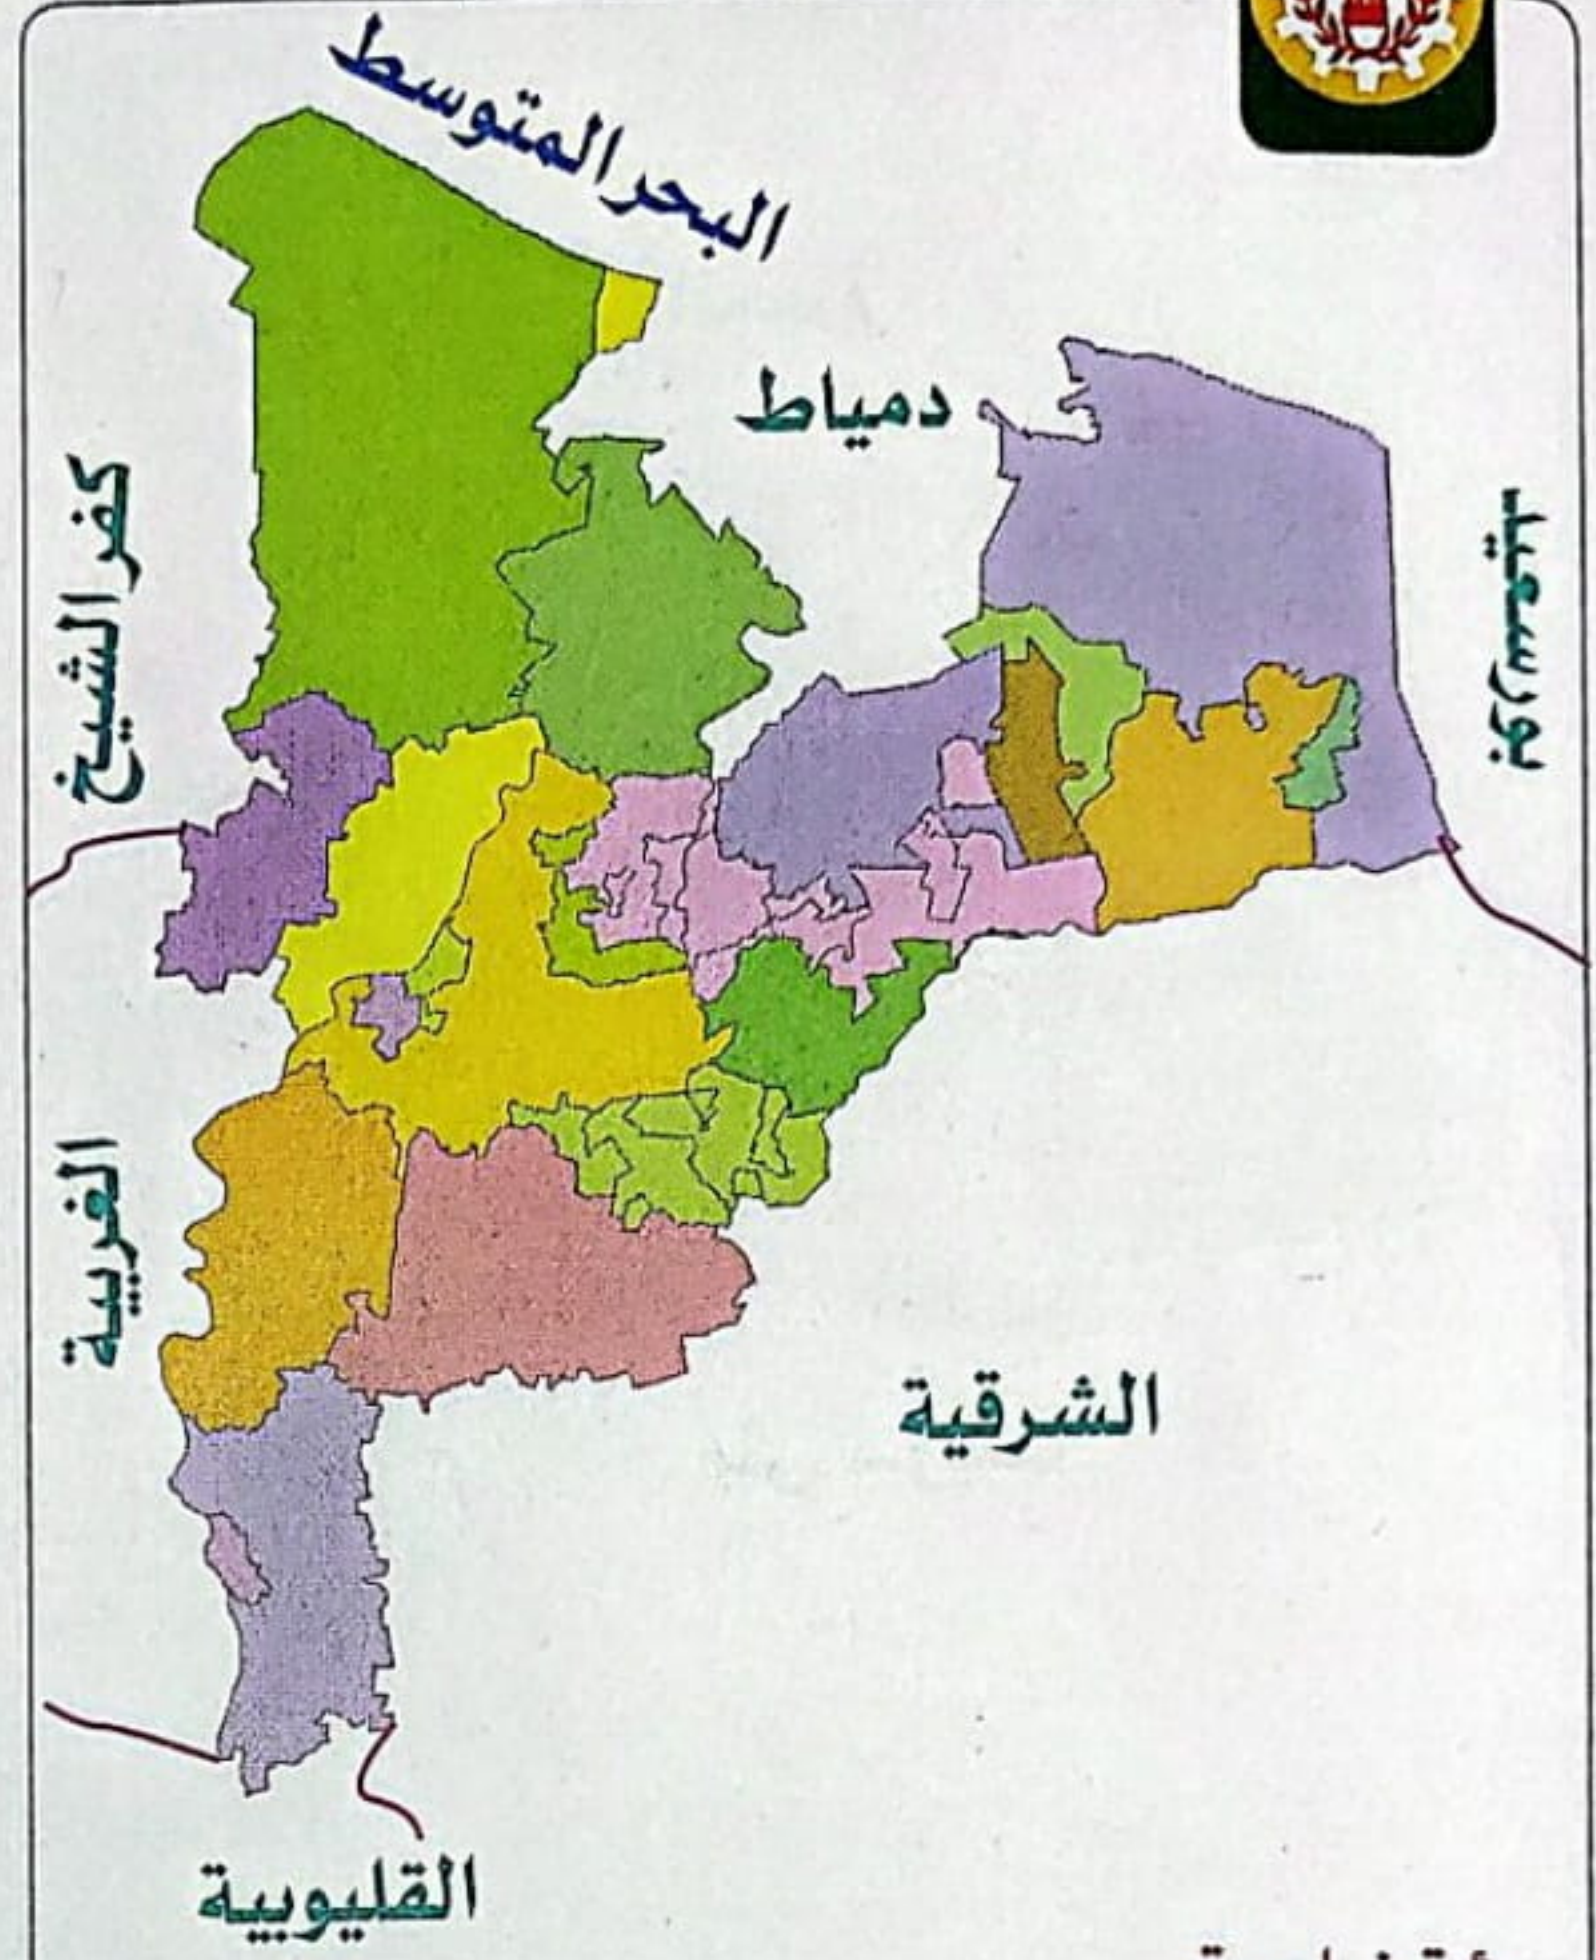 البحر المتوسط
دمياط
كفر الشيخ
بورسعيد
الغربية
الشرقية
القليوبية